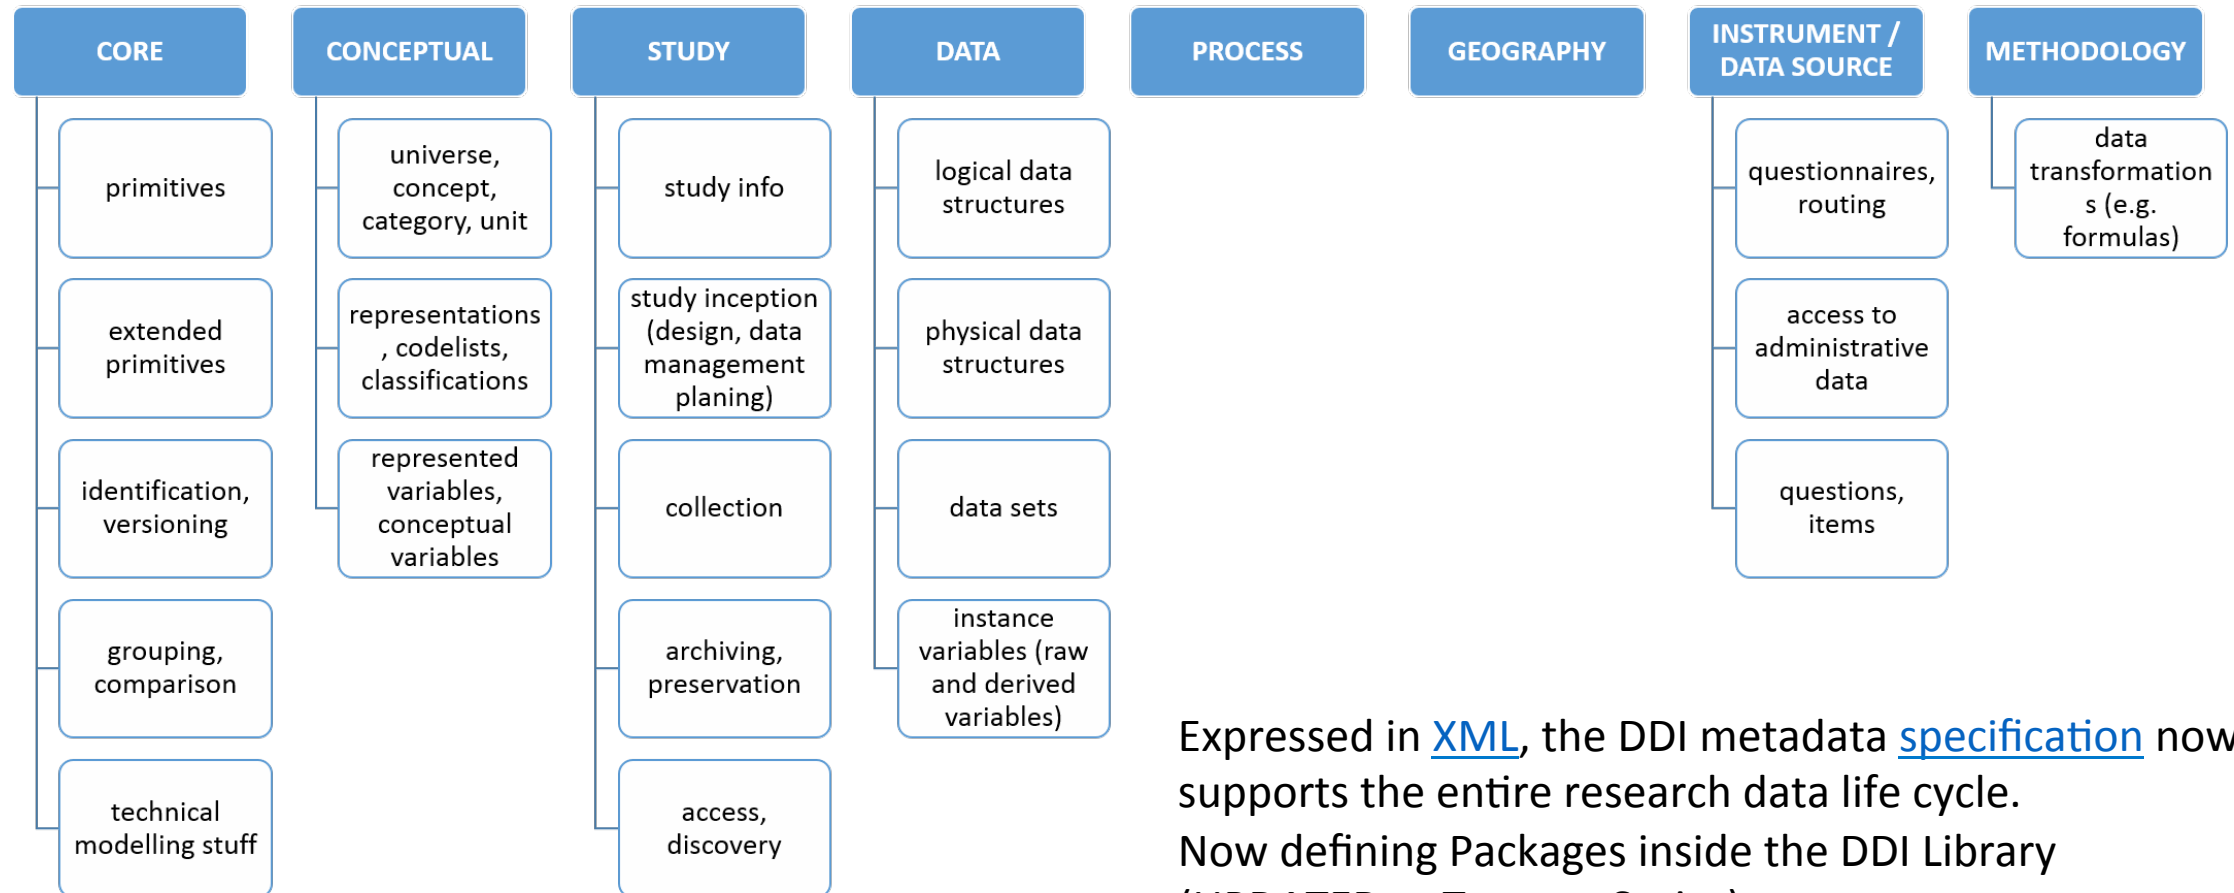 CORE
primitives
extended
primitives
identification,
versioning
grouping,
comparison
technical
modelling stuff
CONCEPTUAL
universe,
concept,
category, unit
representations
, codelists,
classifications
represented
variables,
conceptual
variables
STUDY
study info
study inception
(design, data
management
planing)
collection
archiving,
preservation
access,
discovery
DATA
logical data
structures
physical data
structures
data sets
instance
variables (raw
and derived
variables)
PROCESS
GEOGRAPHY
INSTRUMENT /
DATA SOURCE
questionnaires,
routing
access to
administrative
data
questions,
items
METHODOLOGY
data
transformation
s (e.g.
formulas)
Expressed in XML, the DDI metadata specification now
supports the entire research data life cycle.
Now defining Packages inside the DDI Library